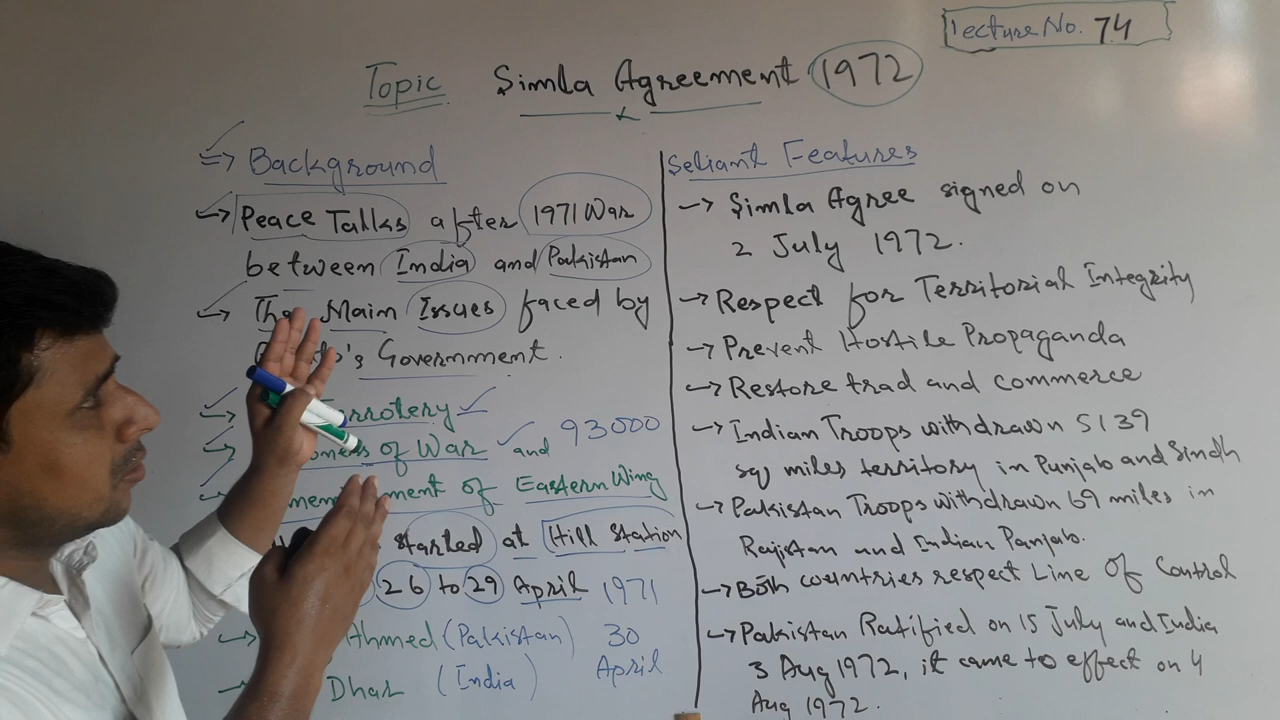 Lecture No. 74
Topic Simla Agreement 1972
Background
Peace Talks after 1971 War
between India and Pakistan
The Main Issues faced by
's Government.
of War and 93000
ment of Eastern Wing
started at Hill Station
26 to 29 April 1971
Ahmed (Pakistan) 30
April
Dhar (India)
Seliant Features
→ Simla Agree signed on
2 July 1972.
→ Respect for Territorial Integrity
→ Prevent Hostile Propaganda
→ Restore trad and commerce
→ Indian Troops withdrawn 5139
sq miles territory in Punjab and Sindh
→ Pakistan Troops withdrawn 69 miles in
Rajistan and Indian Panjab.
→ Both countries respect Line of Control
→ Pakistan Ratified on 15 July and India
3 Aug 1972, it came to effect on 4
Aug 1972.